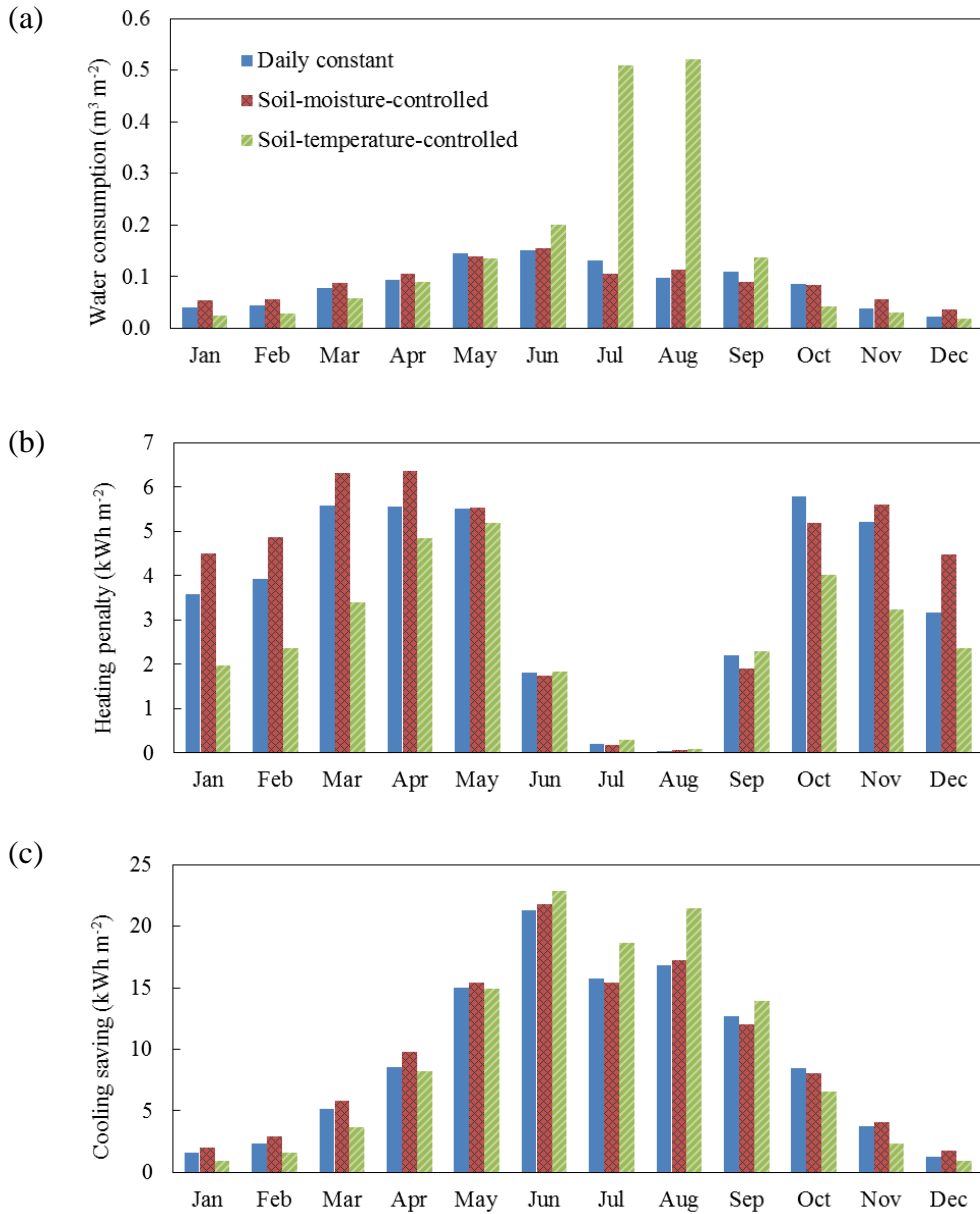 (a)
Water consumption (m³ m⁻²)
0.6
0.5
0.4
0.3
0.2
0.1
0.0
Daily constant
Soil-moisture-controlled
Soil-temperature-controlled
Jan Feb Mar Apr May Jun Jul Aug Sep Oct Nov Dec
(b)
Heating penalty (kWh m⁻²)
7
6
5
4
3
2
1
0
Jan Feb Mar Apr May Jun Jul Aug Sep Oct Nov Dec
(c)
Cooling saving (kWh m⁻²)
25
20
15
10
5
0
Jan Feb Mar Apr May Jun Jul Aug Sep Oct Nov Dec